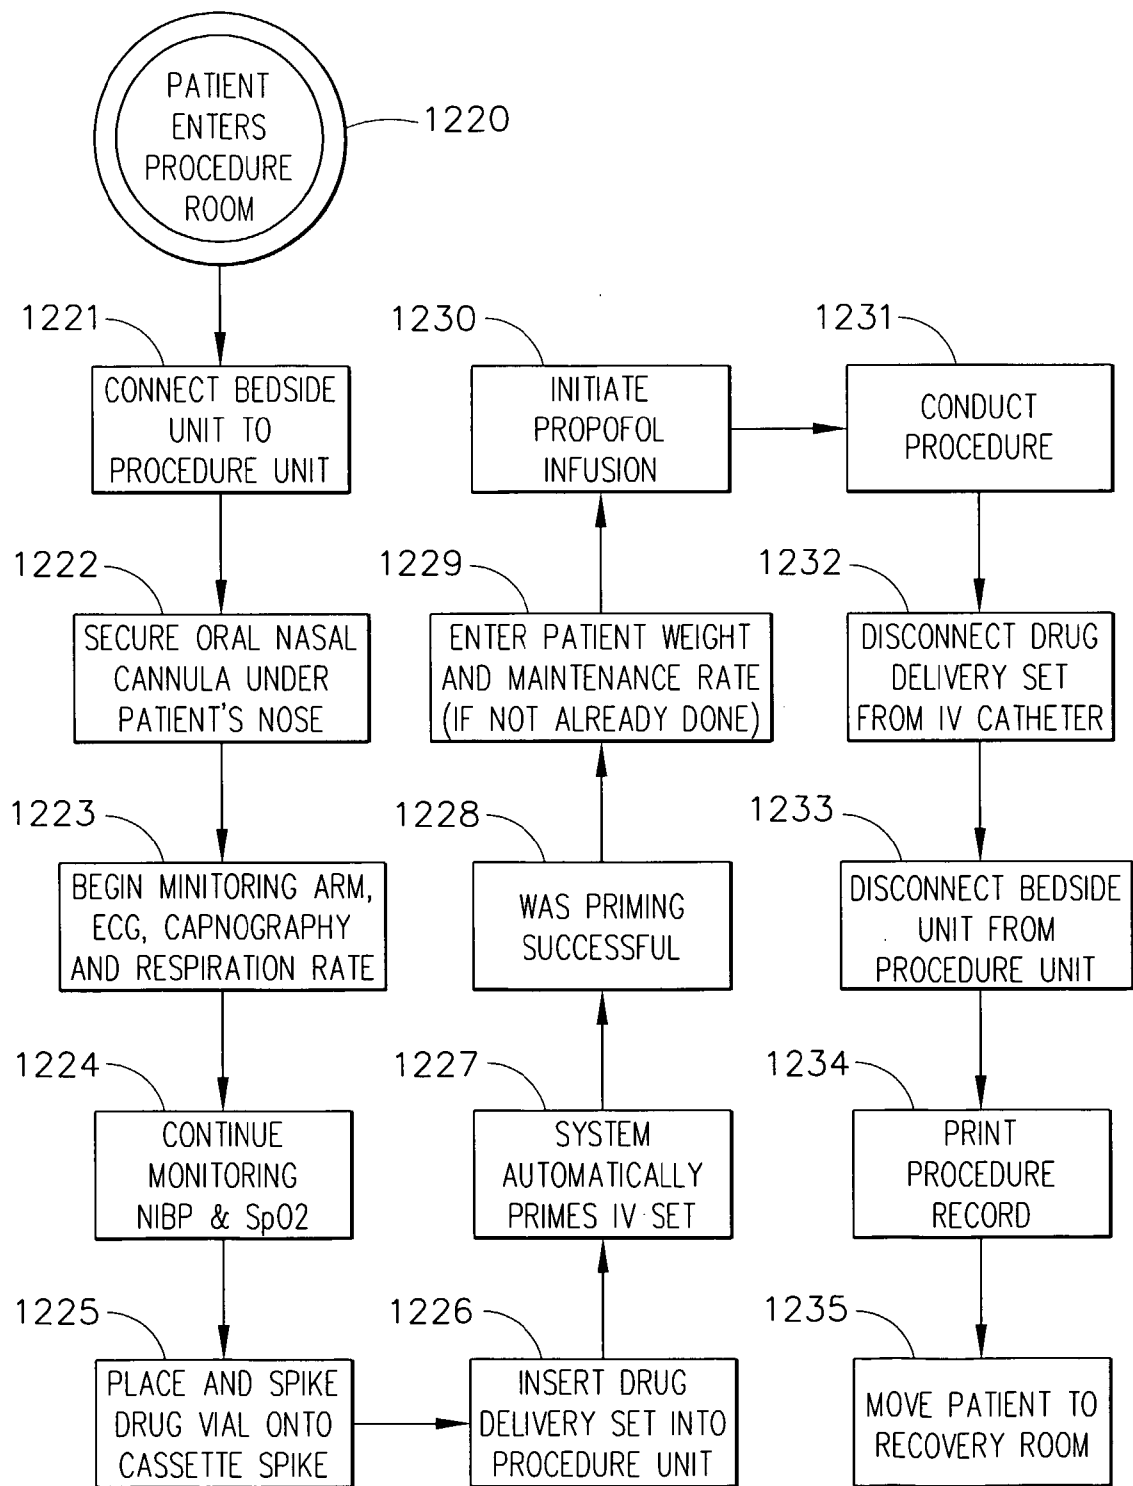 PATIENT
ENTERS
PROCEDURE
ROOM
1220
1221
CONNECT BEDSIDE
UNIT TO
PROCEDURE UNIT
1222
SECURE ORAL NASAL
CANNULA UNDER
PATIENT'S NOSE
1223
BEGIN MINITORING ARM,
ECG, CAPNOGRAPHY
AND RESPIRATION RATE
1224
CONTINUE
MONITORING
NIBP & SpO2
1225
PLACE AND SPIKE
DRUG VIAL ONTO
CASSETTE SPIKE
1226
INSERT DRUG
DELIVERY SET INTO
PROCEDURE UNIT
1227
SYSTEM
AUTOMATICALLY
PRIMES IV SET
1228
WAS PRIMING
SUCCESSFUL
1229
ENTER PATIENT WEIGHT
AND MAINTENANCE RATE
(IF NOT ALREADY DONE)
1230
INITIATE
PROPOFOL
INFUSION
1231
CONDUCT
PROCEDURE
1232
DISCONNECT DRUG
DELIVERY SET
FROM IV CATHETER
1233
DISCONNECT BEDSIDE
UNIT FROM
PROCEDURE UNIT
1234
PRINT
PROCEDURE
RECORD
1235
MOVE PATIENT TO
RECOVERY ROOM